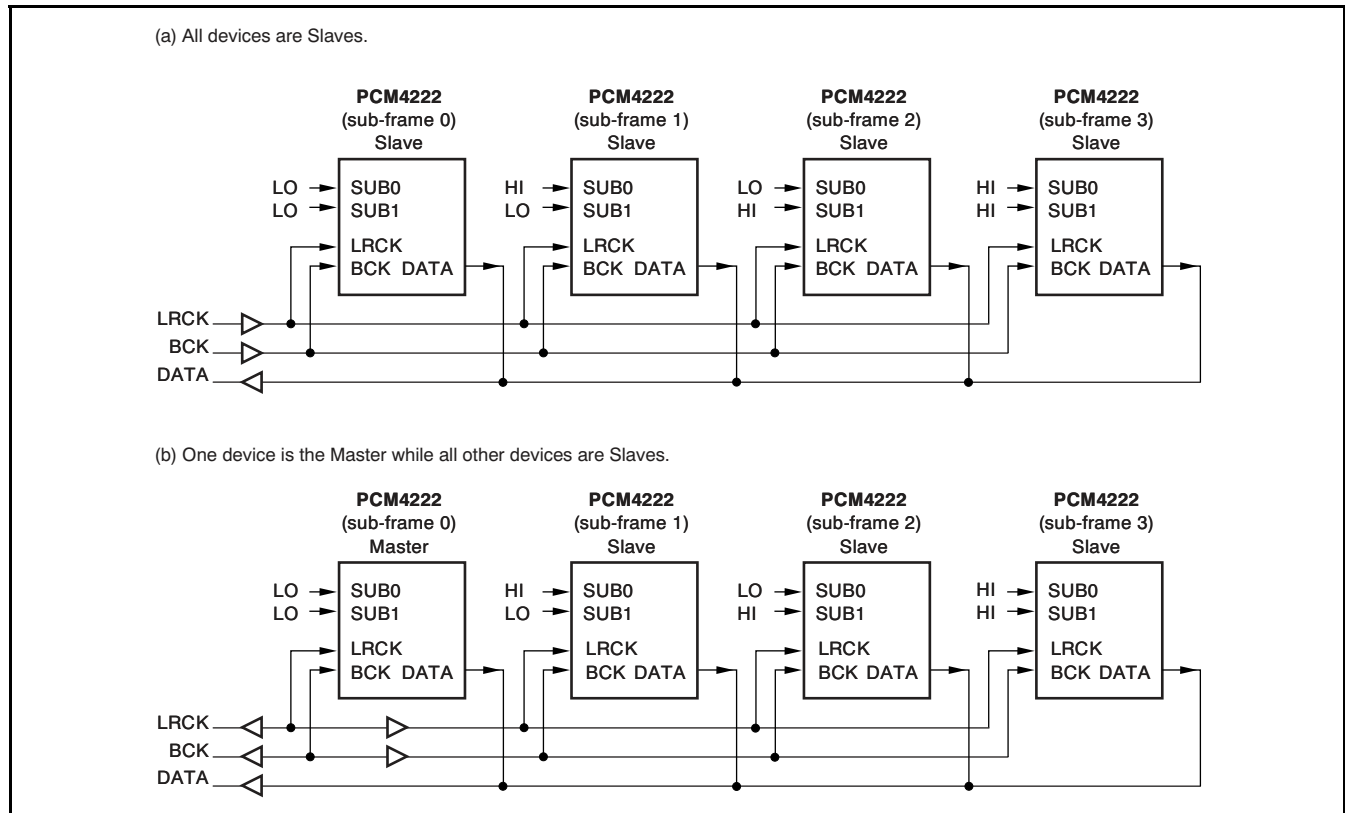 (a) All devices are Slaves.
PCM4222 PCM4222 PCM4222 PCM4222
(sub-frame 0) (sub-frame 1) (sub-frame 2) (sub-frame 3)
Slave Slave Slave Slave
LO SUB0 HI SUB0 LO SUB0 HI SUB0
LO SUB1 LO SUB1 HI SUB1 HI SUB1
LRCK LRCK LRCK LRCK
BCK DATA BCK DATA BCK DATA BCK DATA
LRCK
BCK
DATA
(b) One device is the Master while all other devices are Slaves.
PCM4222 PCM4222 PCM4222 PCM4222
(sub-frame 0) (sub-frame 1) (sub-frame 2) (sub-frame 3)
Master Slave Slave Slave
LO SUB0 HI SUB0 LO SUB0 HI SUB0
LO SUB1 LO SUB1 HI SUB1 HI SUB1
LRCK LRCK LRCK LRCK
BCK DATA BCK DATA BCK DATA BCK DATA
LRCK
BCK
DATA